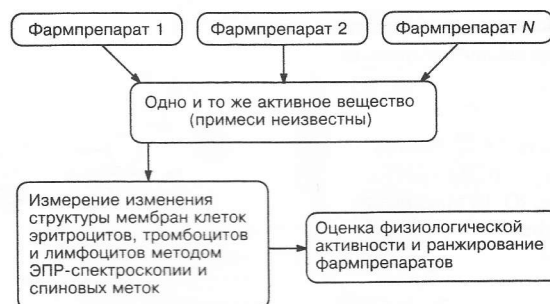 Фармпрепарат 1
Фармпрепарат 2
Фармпрепарат N
Одно и то же активное вещество
(примеси неизвестны)
Измерение изменения
структуры мембран клеток
эритроцитов, тромбоцитов
и лимфоцитов методом
ЭПР-спектроскопии и
спиновых меток
Оценка физиологической
активности и ранжирование
фармпрепаратов